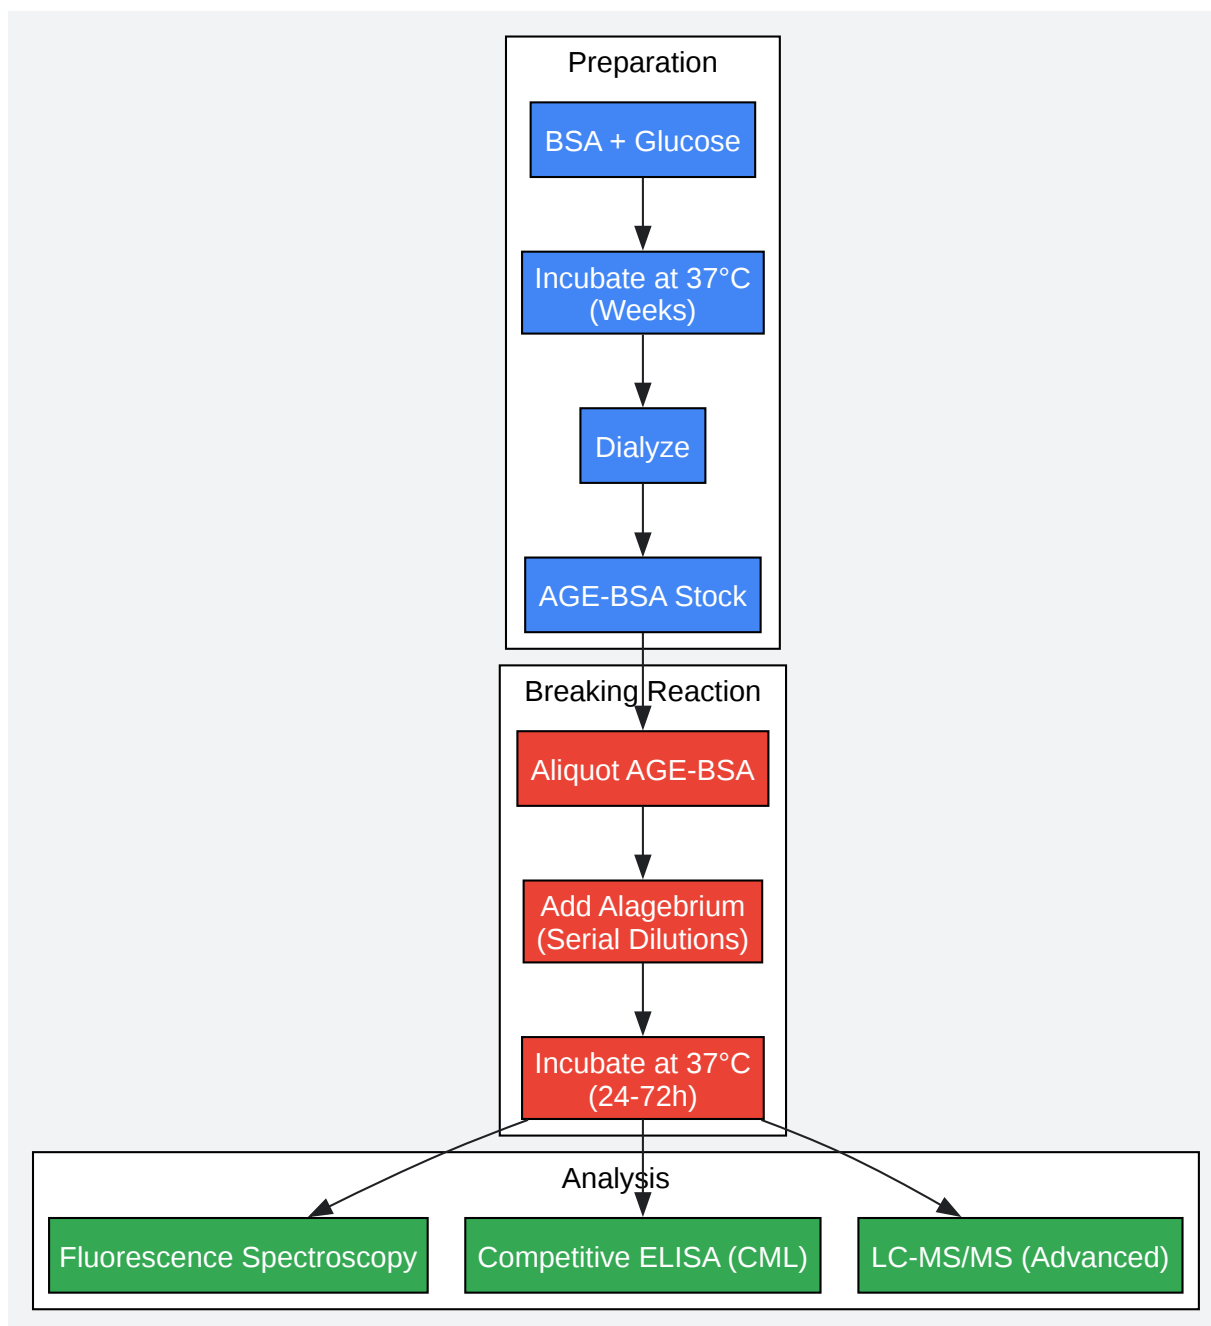 Preparation
BSA + Glucose
Incubate at 37°C
(Weeks)
Dialyze
AGE-BSA Stock
Breaking Reaction
Aliquot AGE-BSA
Add Alagebrium
(Serial Dilutions)
Incubate at 37°C
(24-72h)
Analysis
Fluorescence Spectroscopy
Competitive ELISA (CML)
LC-MS/MS (Advanced)